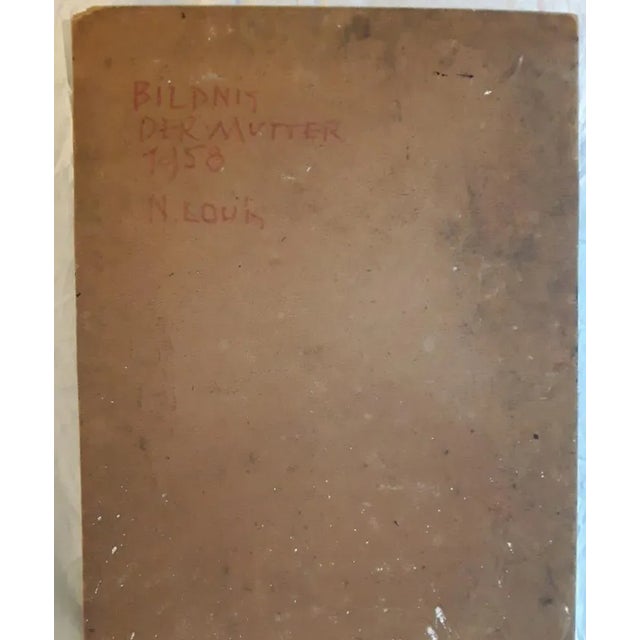 BILDNIS
DER MUTTER
1958
N. LOUIS